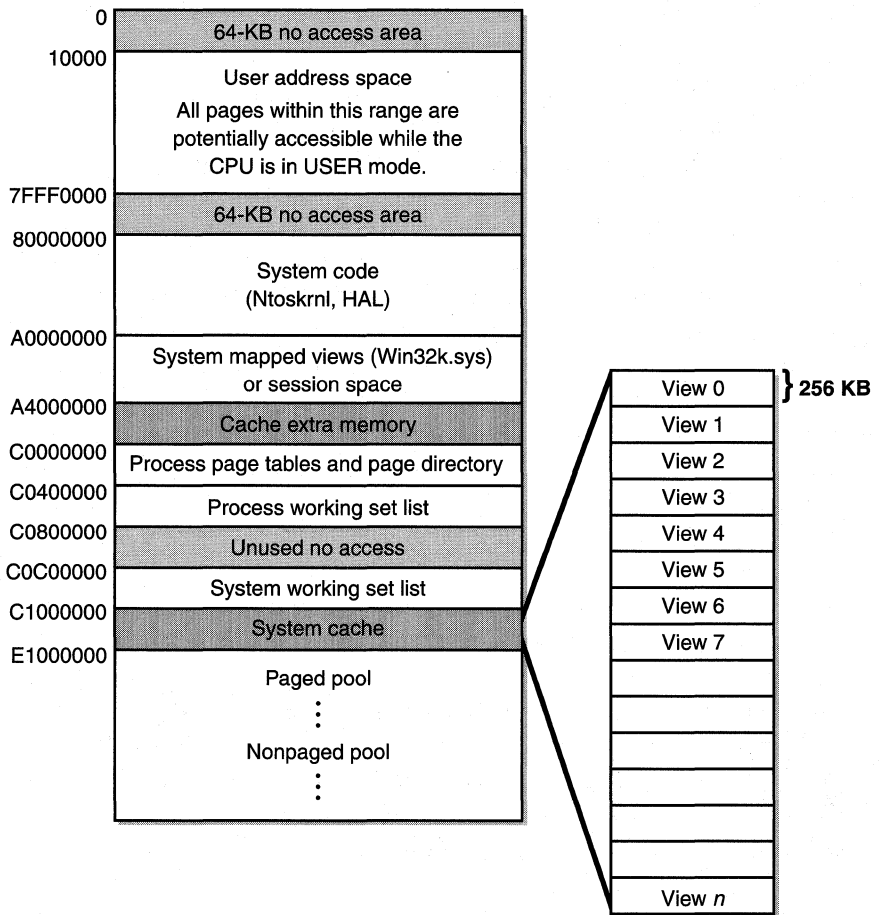 0
64-KB no access area
10000
User address space
All pages within this range are
potentially accessible while the
CPU is in USER mode.
7FFF0000
64-KB no access area
80000000
System code
(Ntoskrnl, HAL)
A0000000
System mapped views (Win32k.sys)
or session space
A4000000
Cache extra memory
C0000000
Process page tables and page directory
C0400000
Process working set list
C0800000
Unused no access
C0C00000
System working set list
C1000000
System cache
E1000000
Paged pool
Nonpaged pool
View 0
} 256 KB
View 1
View 2
View 3
View 4
View 5
View 6
View 7
View n